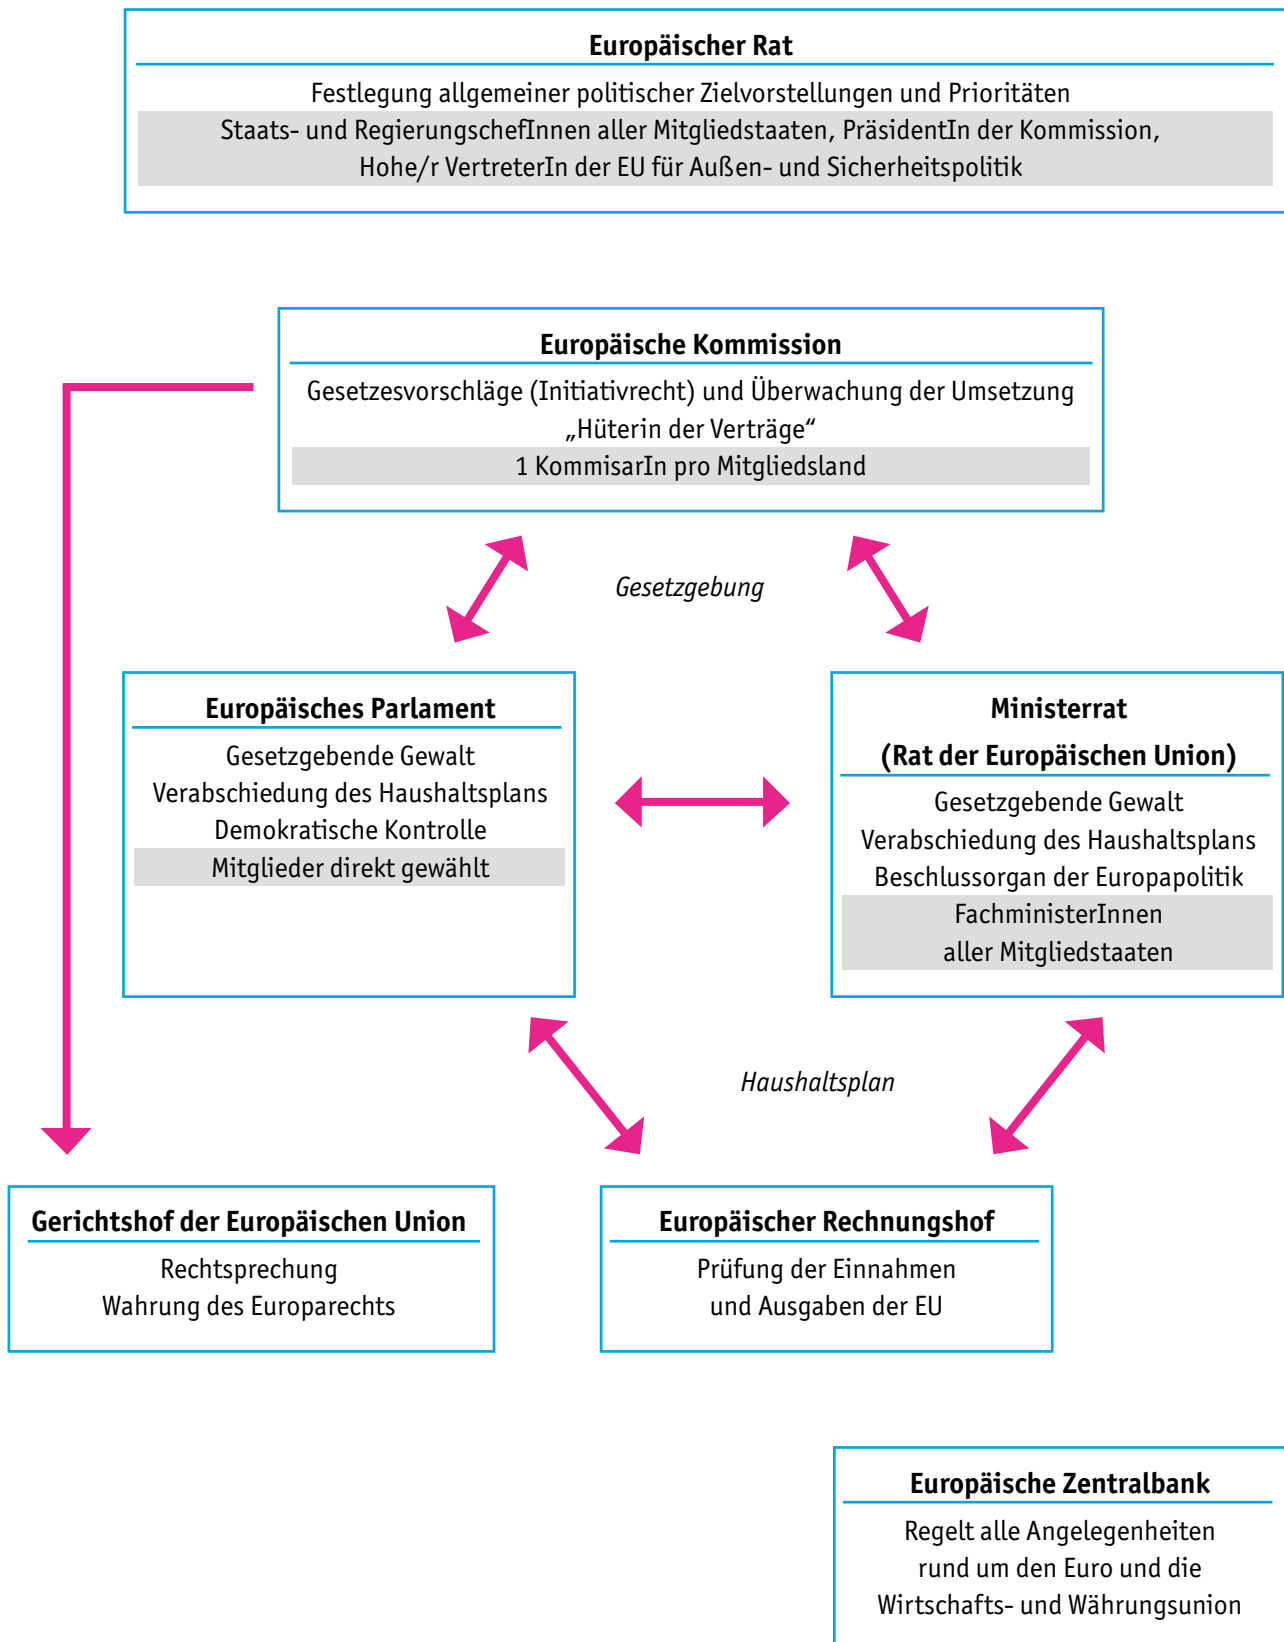 Europäischer Rat
Festlegung allgemeiner politischer Zielvorstellungen und Prioritäten
Staats- und RegierungschefInnen aller Mitgliedstaaten, PräsidentIn der Kommission,
Hohe/r VertreterIn der EU für Außen- und Sicherheitspolitik
Europäische Kommission
Gesetzesvorschläge (Initiativrecht) und Überwachung der Umsetzung
„Hüterin der Verträge“
1 KommisarIn pro Mitgliedsland
Gesetzgebung
Europäisches Parlament
Gesetzgebende Gewalt
Verabschiedung des Haushaltsplans
Demokratische Kontrolle
Mitglieder direkt gewählt
Ministerrat
(Rat der Europäischen Union)
Gesetzgebende Gewalt
Verabschiedung des Haushaltsplans
Beschlussorgan der Europapolitik
FachministerInnen
aller Mitgliedstaaten
Haushaltsplan
Gerichtshof der Europäischen Union
Rechtsprechung
Wahrung des Europarechts
Europäischer Rechnungshof
Prüfung der Einnahmen
und Ausgaben der EU
Europäische Zentralbank
Regelt alle Angelegenheiten
rund um den Euro und die
Wirtschafts- und Währungsunion